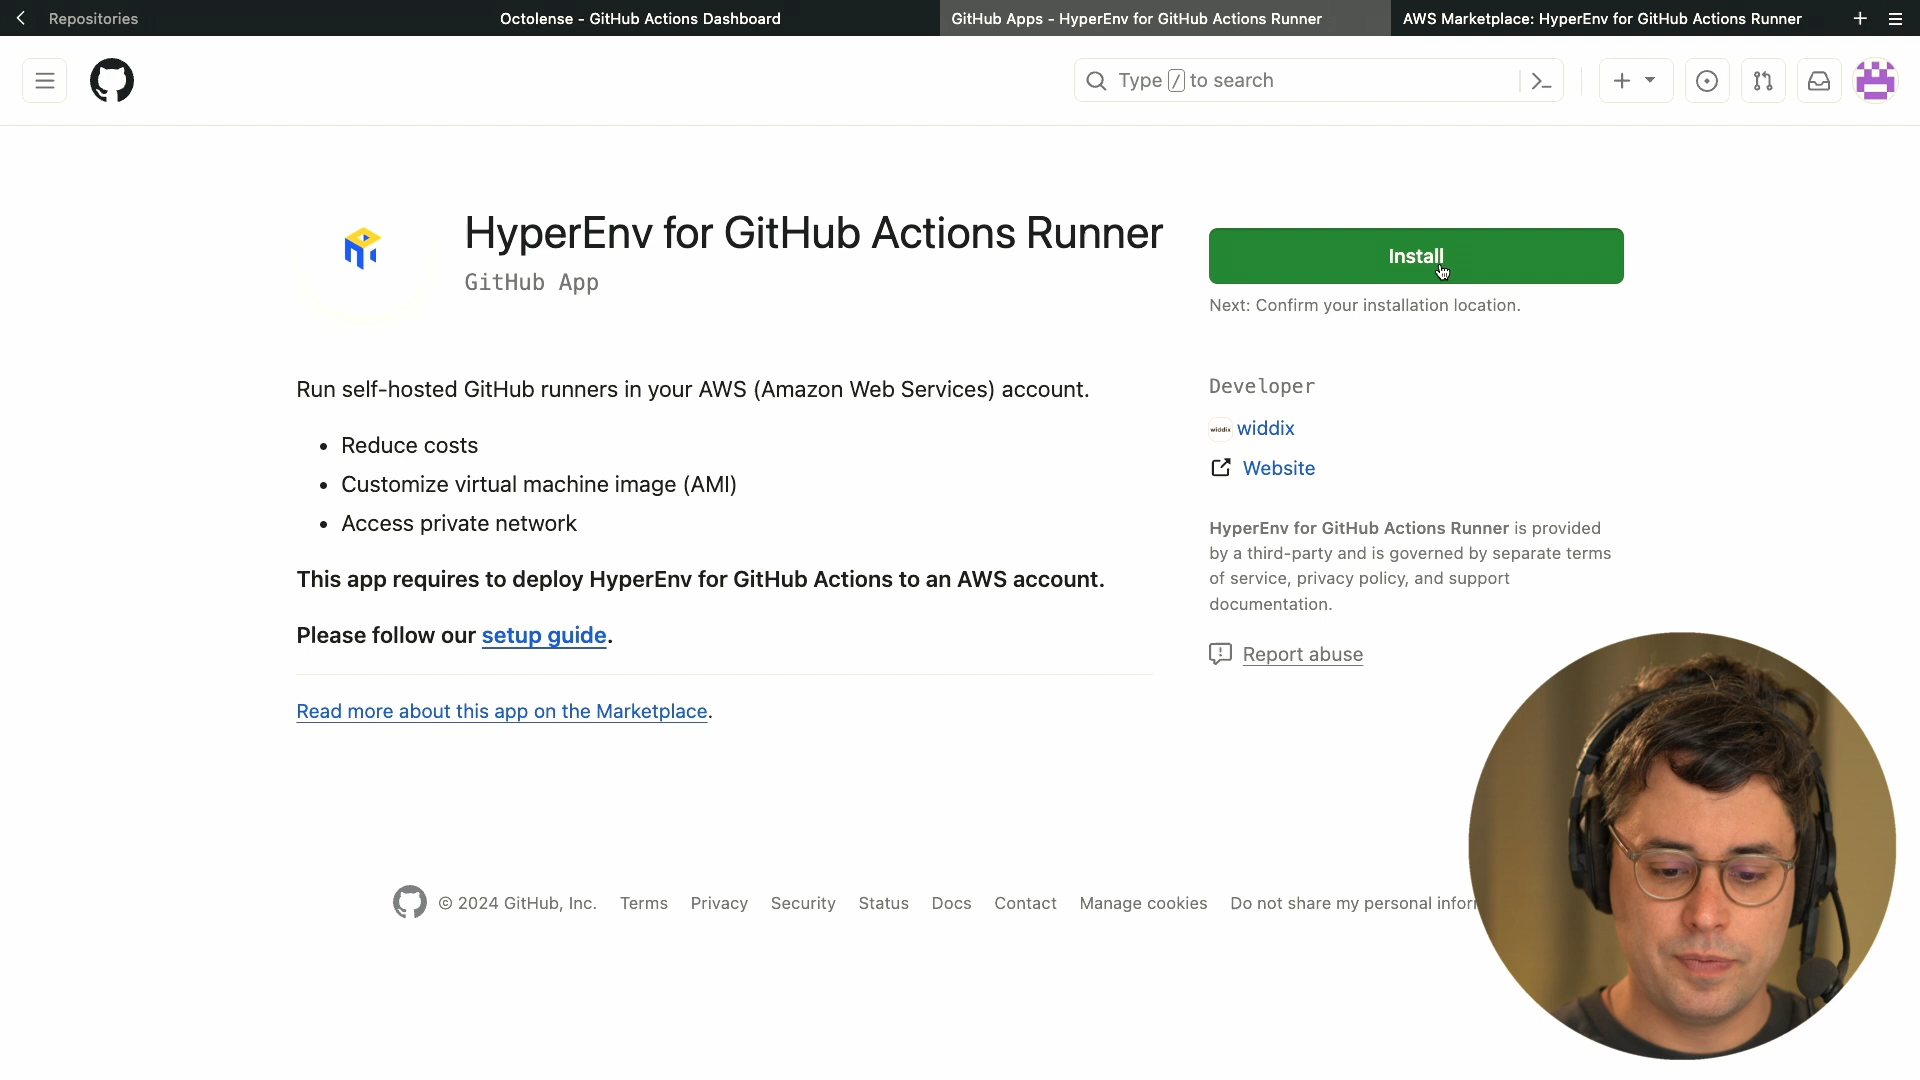 Repositories
Octolense - GitHub Actions Dashboard
GitHub Apps - HyperEnv for GitHub Actions Runner
AWS Marketplace: HyperEnv for GitHub Actions Runner
Type / to search
HyperEnv for GitHub Actions Runner
GitHub App
Install
Next: Confirm your installation location.
Run self-hosted GitHub runners in your AWS (Amazon Web Services) account.
• Reduce costs
• Customize virtual machine image (AMI)
• Access private network
This app requires to deploy HyperEnv for GitHub Actions to an AWS account.
Please follow our setup guide.
Read more about this app on the Marketplace.
Developer
widdix widdix
Website
HyperEnv for GitHub Actions Runner is provided
by a third-party and is governed by separate terms
of service, privacy policy, and support
documentation.
Report abuse
© 2024 GitHub, Inc. Terms Privacy Security Status Docs Contact Manage cookies Do not share my personal